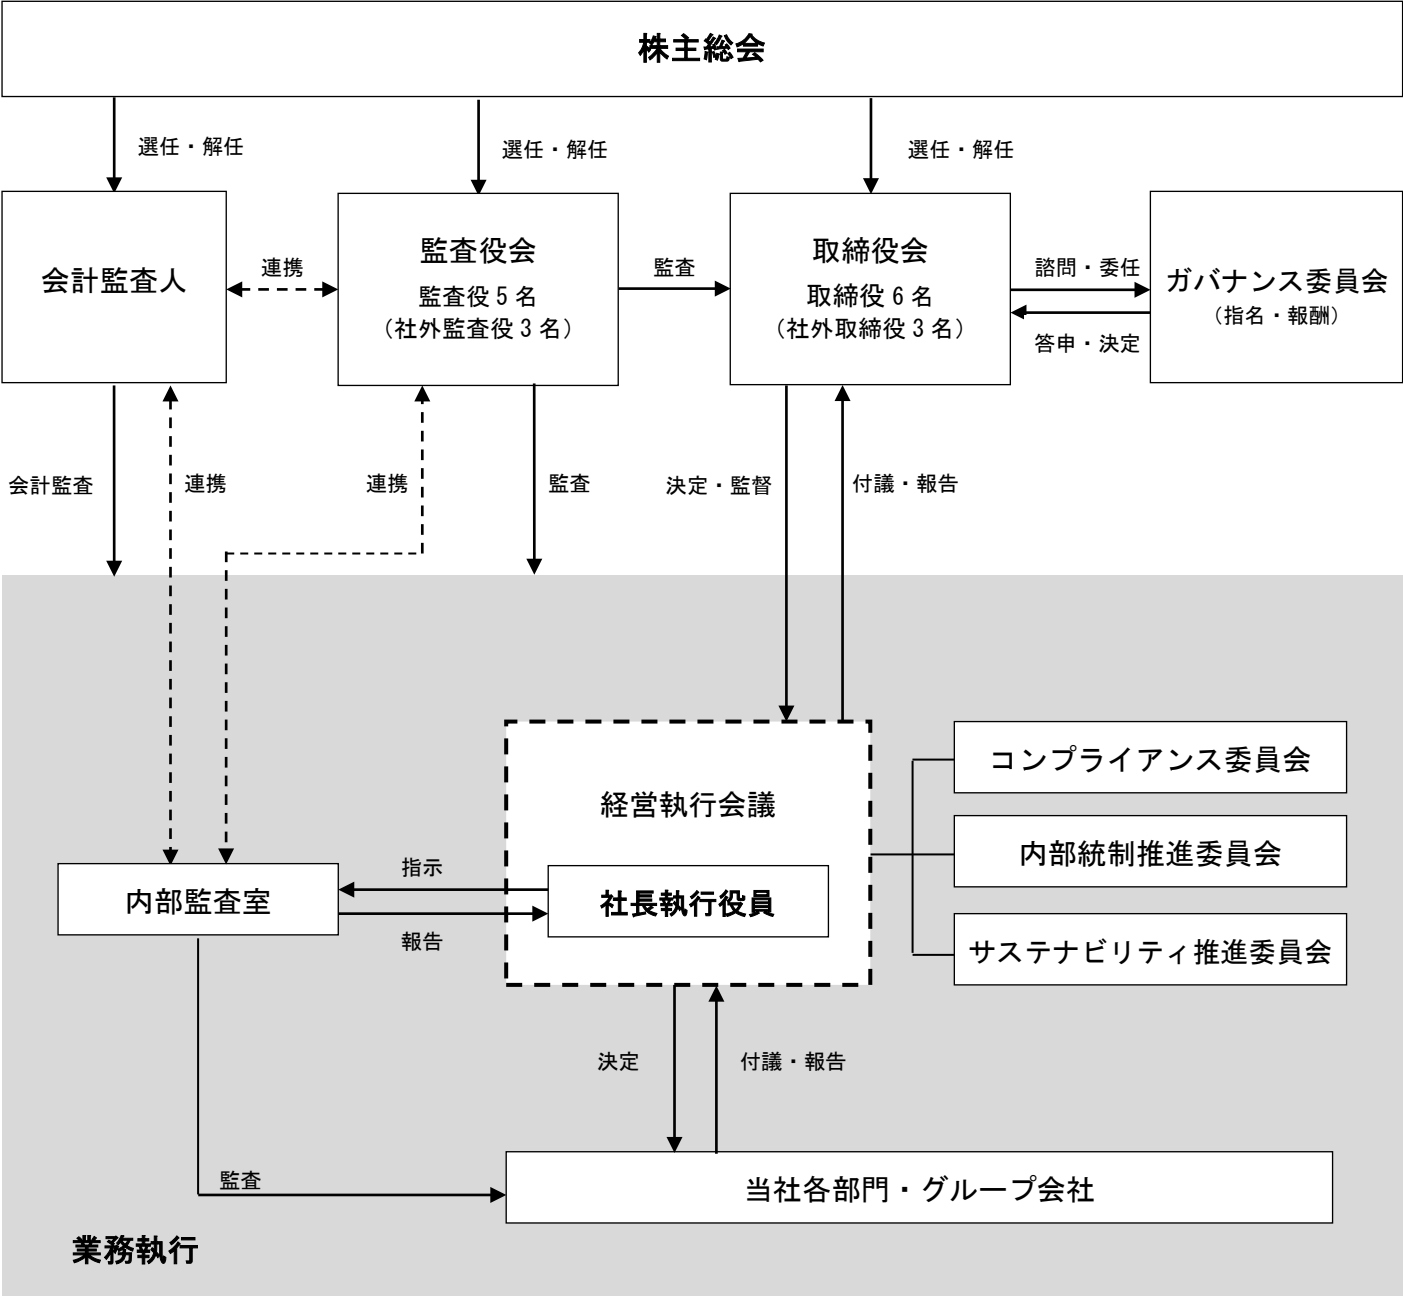 株主総会
選任・解任
選任・解任
選任・解任
会計監査人
連携
監査役会
監査役5名
（社外監査役3名）
監査
取締役会
取締役6名
（社外取締役3名）
諮問・委任
答申・決定
ガバナンス委員会
（指名・報酬）
会計監査
連携
連携
監査
決定・監督
付議・報告
経営執行会議
社長執行役員
コンプライアンス委員会
内部統制推進委員会
サステナビリティ推進委員会
内部監査室
指示
報告
決定
付議・報告
監査
当社各部門・グループ会社
業務執行